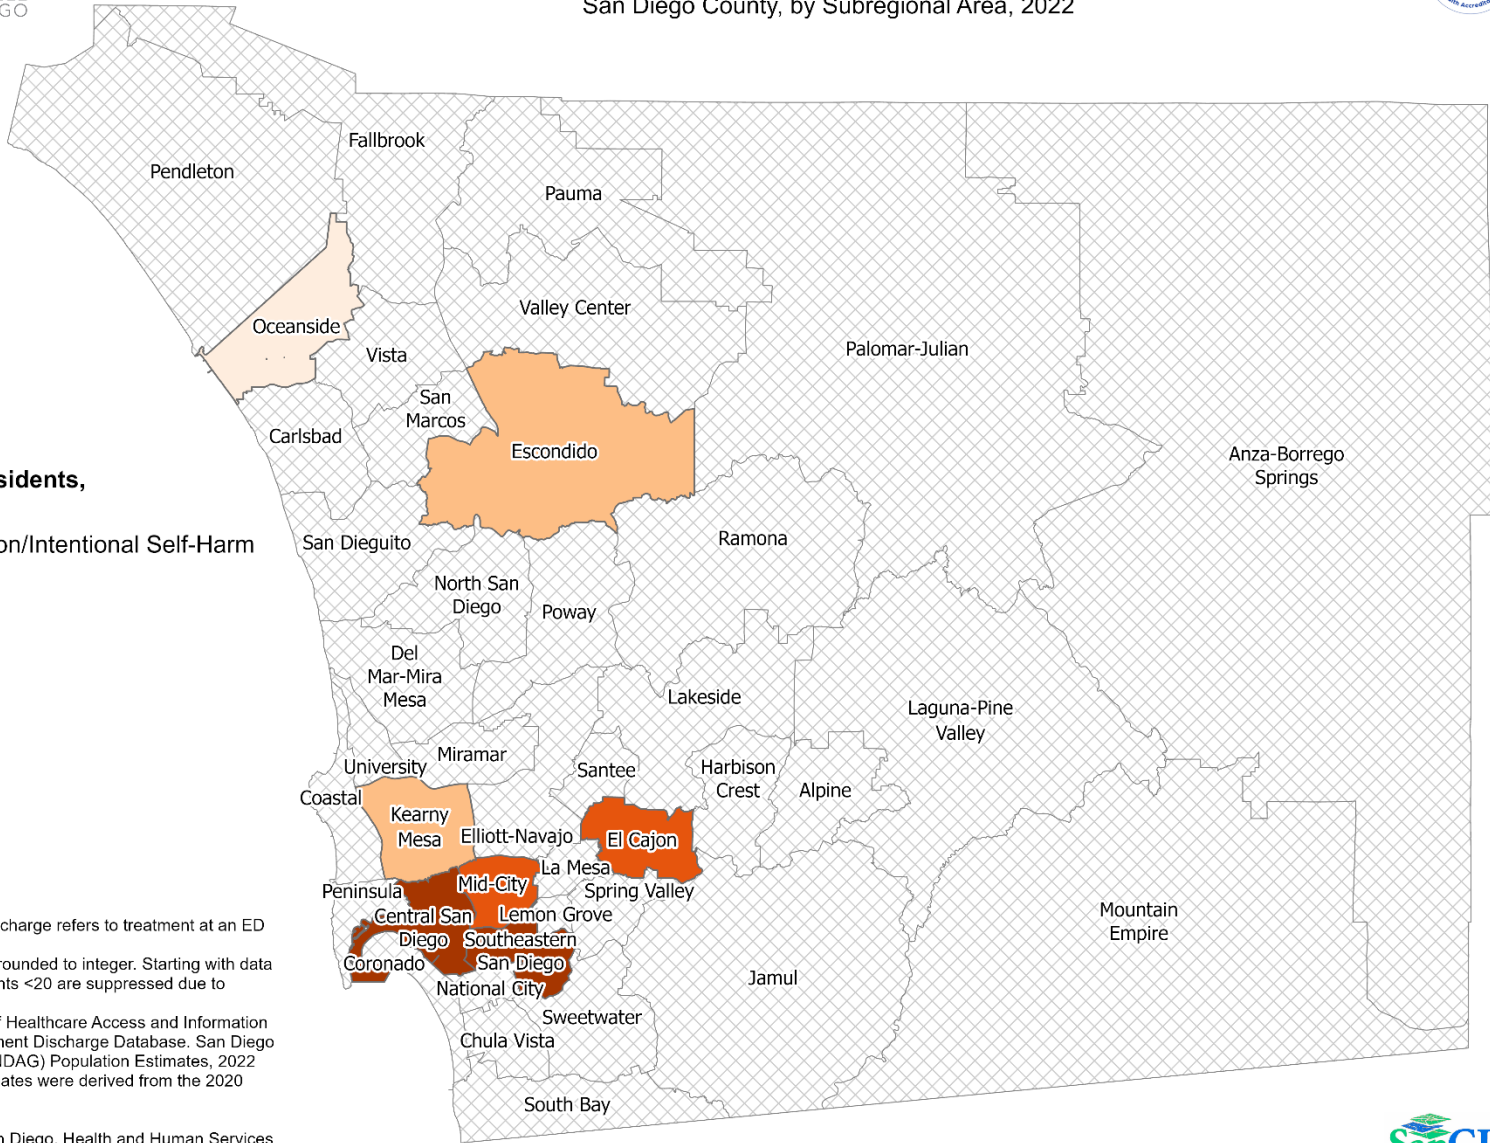 GO
San Diego County, by Subregional Area, 2022
Fallbrook
Pendleton
Pauma
Valley Center
Oceanside
Vista
Palomar-Julian
San
Marcos
Carlsbad
Escondido
Anza-Borrego
Springs
sidents,
on/Intentional Self-Harm
San Dieguito
Ramona
North San
Diego
Poway
Del
Mar-Mira
Mesa
Lakeside
Laguna-Pine
Valley
Miramar
University
Santee
Harbison
Crest
Alpine
Coastal
Kearny
Mesa
Elliott-Navajo
El Cajon
La Mesa
Mid-City
Peninsula
Spring Valley
Central San
Diego
Lemon Grove
Southeastern
San Diego
Coronado
National City
Mountain
Empire
Jamul
Sweetwater
Chula Vista
South Bay
charge refers to treatment at an ED
rounded to integer. Starting with data
nts <20 are suppressed due to
f Healthcare Access and Information
ment Discharge Database. San Diego
NDAG) Population Estimates, 2022
ates were derived from the 2020
n Diego, Health and Human Services